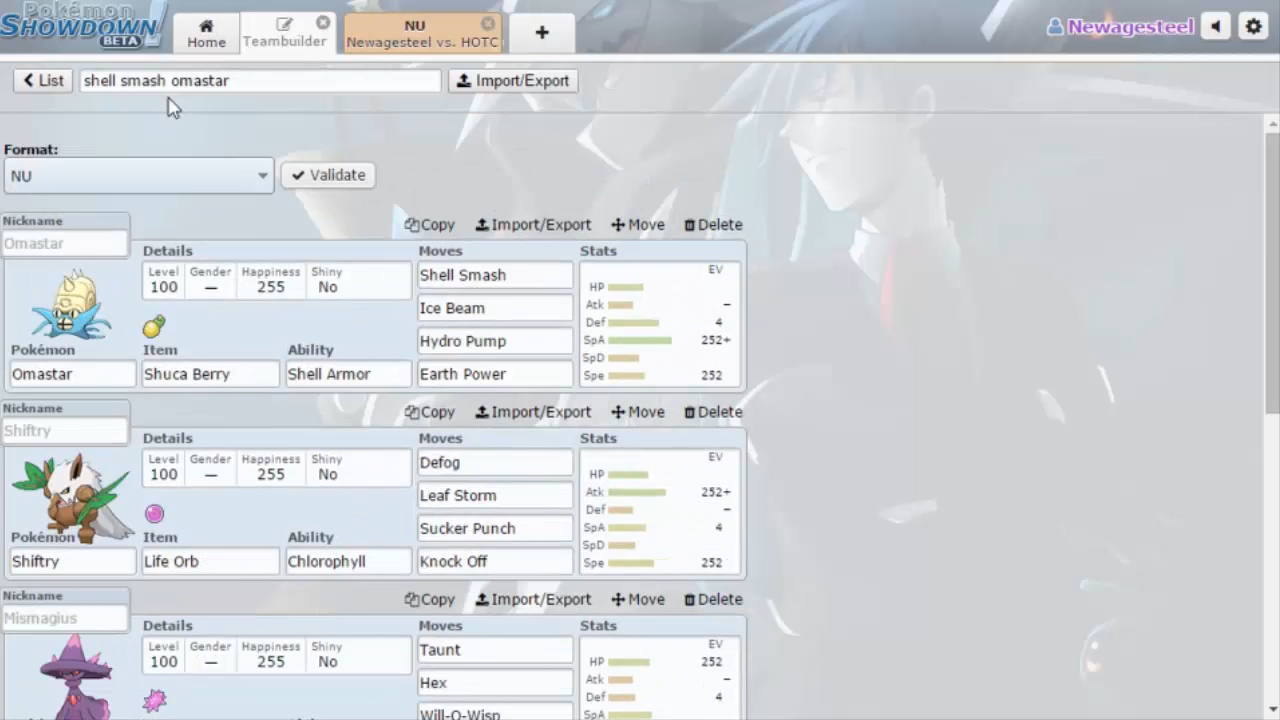 Pokémon
SHOWDOWN
BETA
Home
Teambuilder
NU
Newagesteel vs. HOTC
+
Newagesteel
List
shell smash omastar
Import/Export
Format:
NU
Validate
Nickname
Copy Import/Export Move Delete
Omastar
Details
Moves
Stats
Level Gender Happiness Shiny
100 — 255 No
Shell Smash
Ice Beam
Hydro Pump
Earth Power
EV
HP
Atk –
Def 4
SpA 252+
SpD
Spe 252
Pokémon
Item
Ability
Omastar
Shuca Berry
Shell Armor
Nickname
Copy Import/Export Move Delete
Shiftry
Details
Moves
Stats
Level Gender Happiness Shiny
100 — 255 No
Defog
Leaf Storm
Sucker Punch
Knock Off
EV
HP
Atk 252+
Def –
SpA 4
SpD
Spe 252
Pokémon
Item
Ability
Shiftry
Life Orb
Chlorophyll
Nickname
Copy Import/Export Move Delete
Mismagius
Details
Moves
Stats
Level Gender Happiness Shiny
100 — 255 No
Taunt
Hex
Will-O-Wisp
EV
HP 252
Atk –
Def 4
SpA